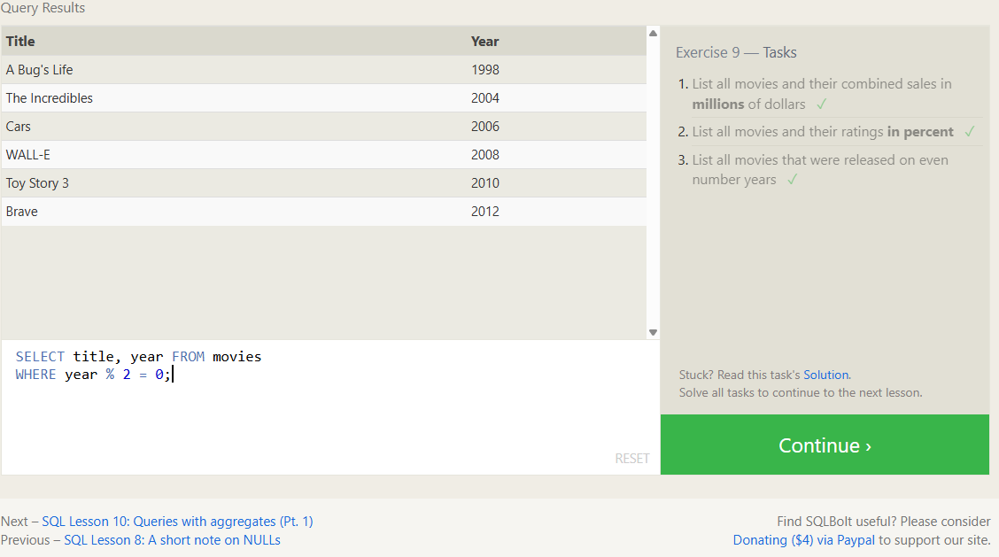 Query Results
Title Year
A Bug's Life 1998
The Incredibles 2004
Cars 2006
WALL-E 2008
Toy Story 3 2010
Brave 2012
SELECT title, year FROM movies
WHERE year % 2 = 0;
RESET
Exercise 9 — Tasks
1. List all movies and their combined sales in
millions of dollars ✓
2. List all movies and their ratings in percent ✓
3. List all movies that were released on even
number years ✓
Stuck? Read this task's Solution.
Solve all tasks to continue to the next lesson.
Continue ›
Next – SQL Lesson 10: Queries with aggregates (Pt. 1)
Previous – SQL Lesson 8: A short note on NULLs
Find SQLBolt useful? Please consider
Donating ($4) via Paypal to support our site.